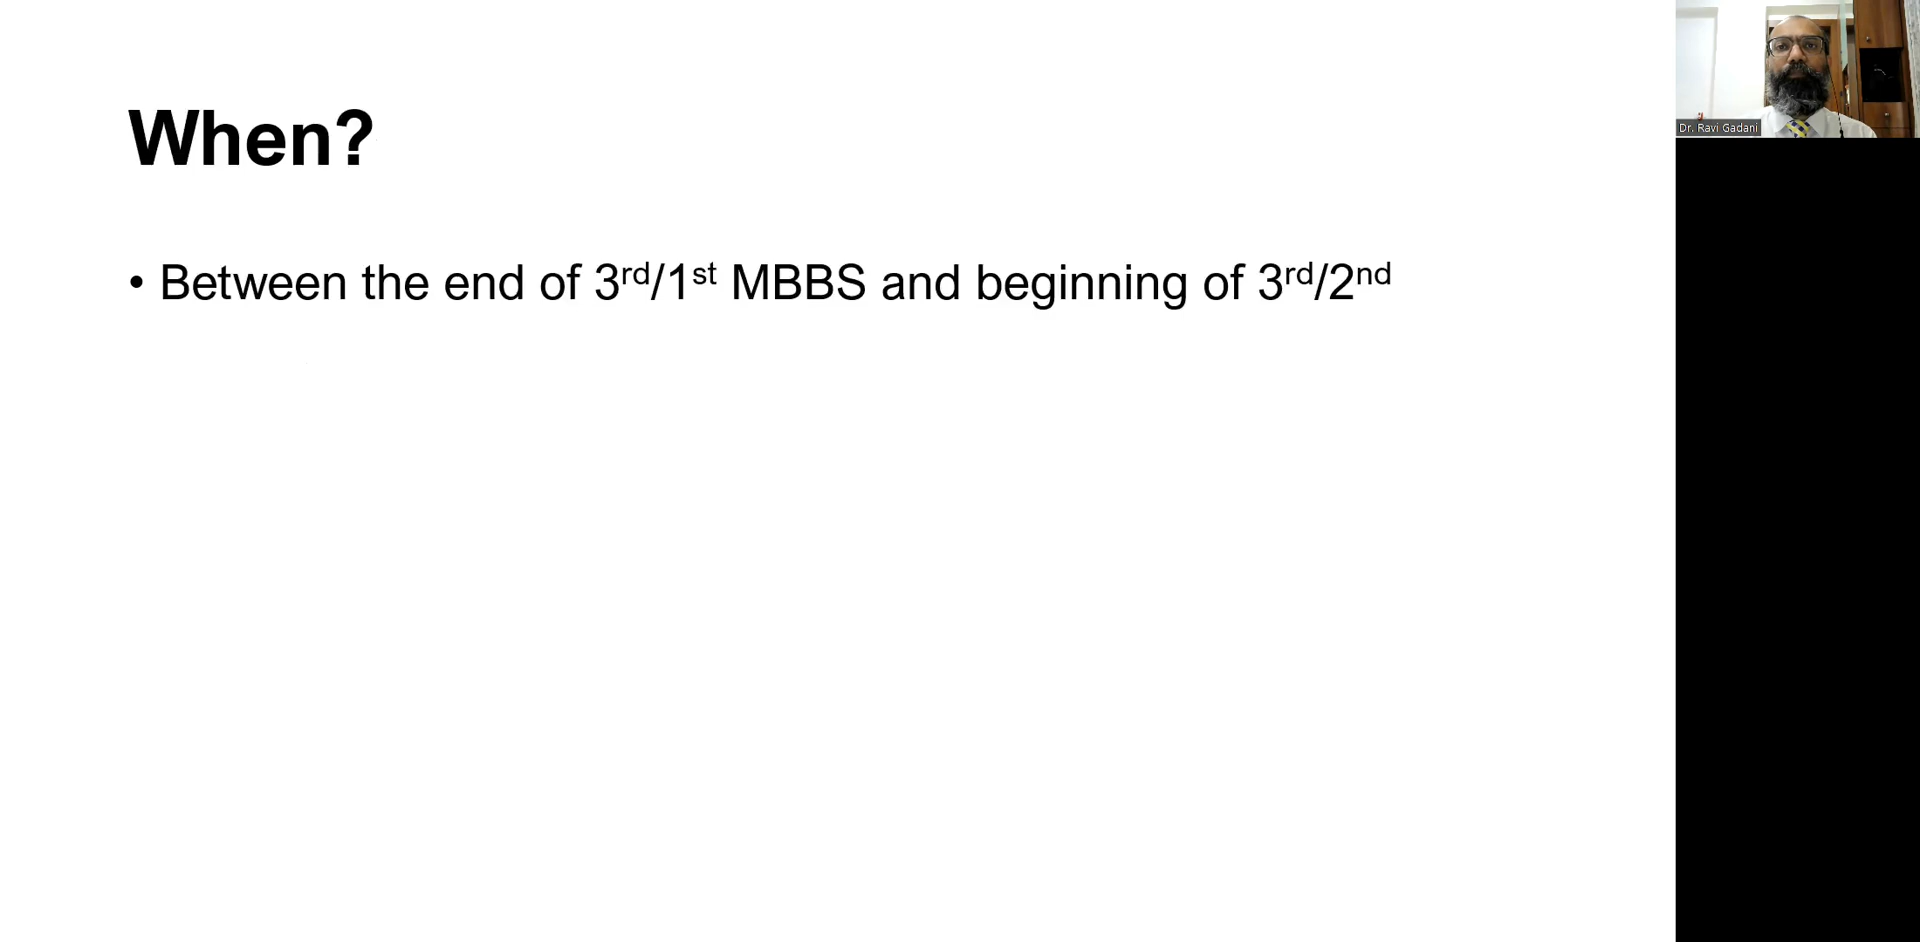 When?
• Between the end of 3rd/1st MBBS and beginning of 3rd/2nd
Dr. Ravi Gadani